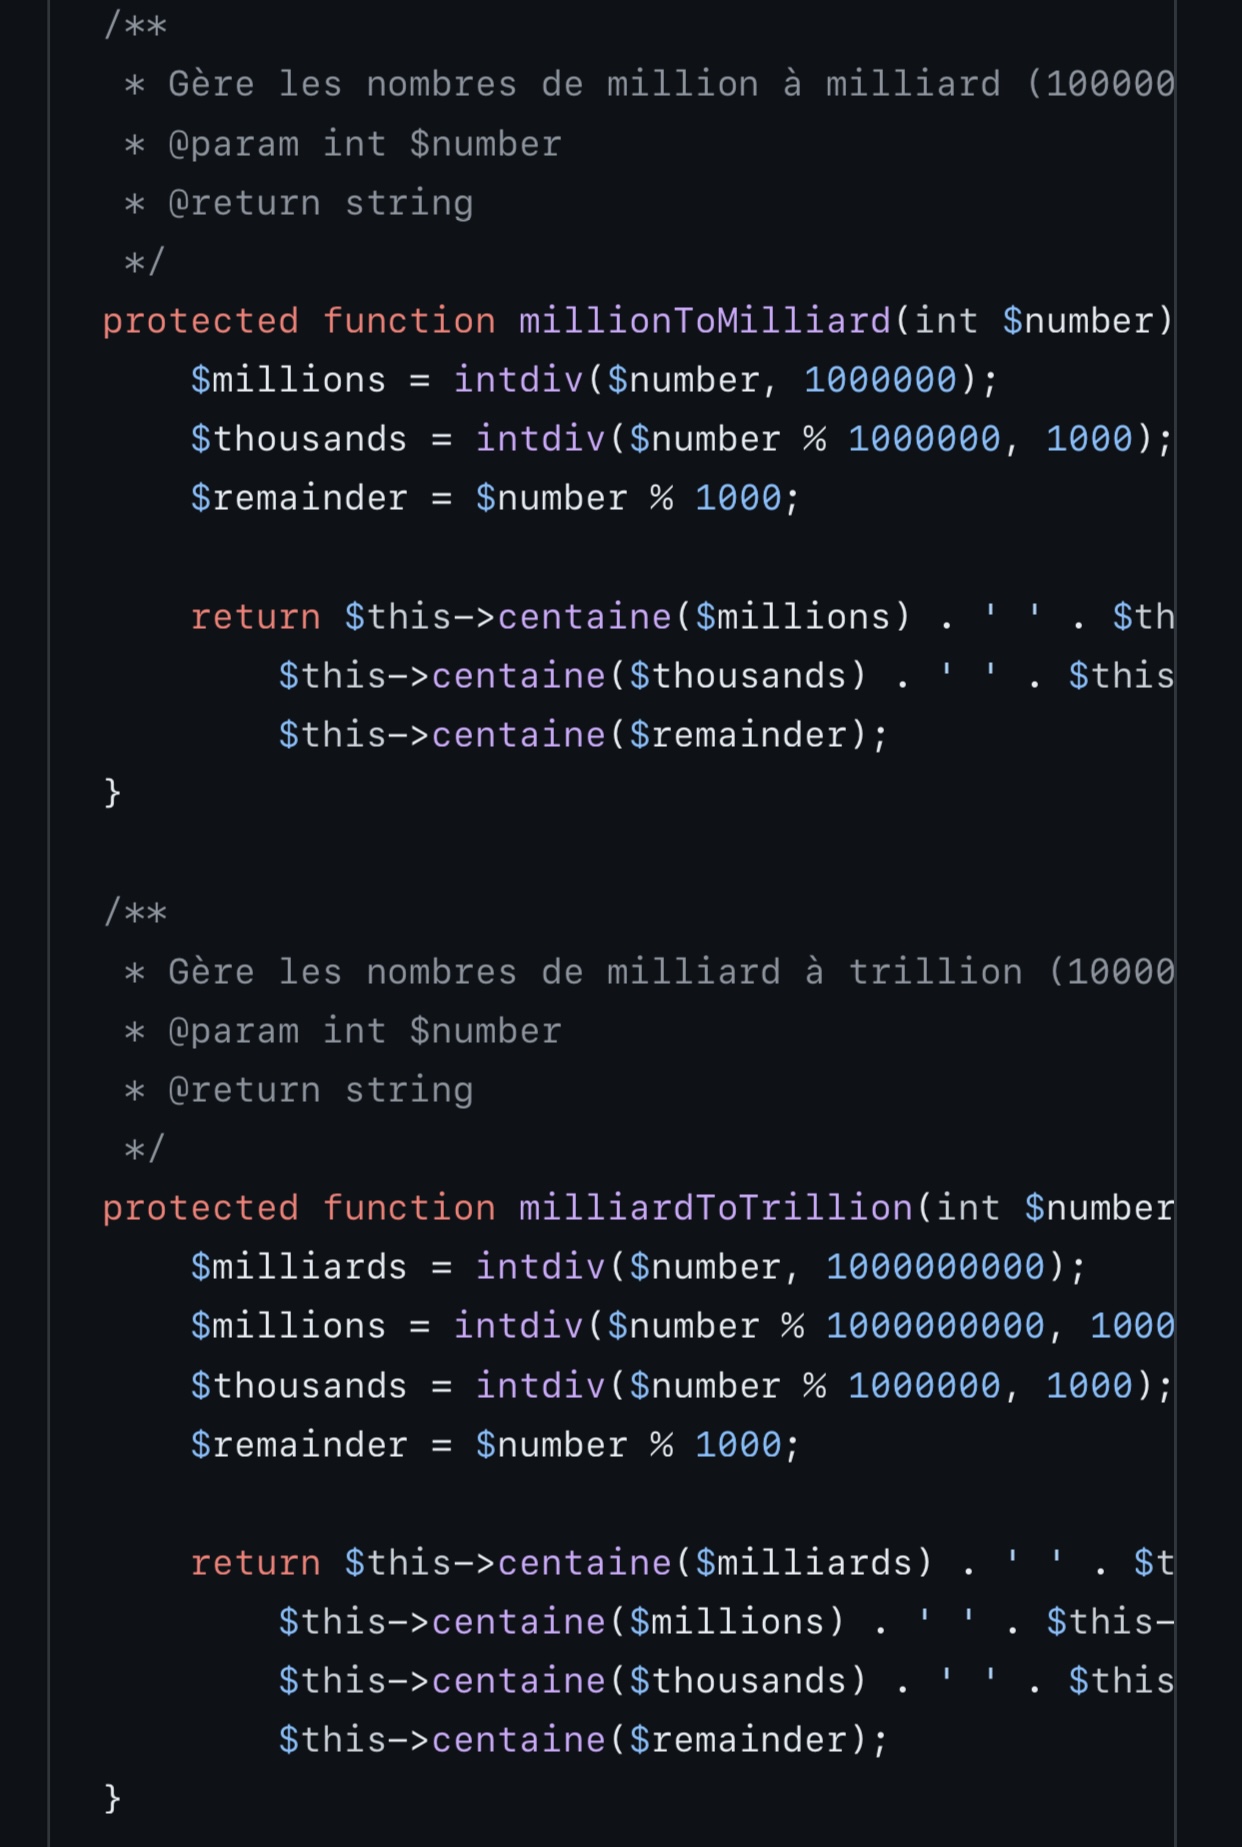 /**
 * Gère les nombres de million à milliard (100000
 * @param int $number
 * @return string
 */
protected function millionToMilliard(int $number)
    $millions = intdiv($number, 1000000);
    $thousands = intdiv($number % 1000000, 1000);
    $remainder = $number % 1000;
    return $this->centaine($millions) . ' ' . $th
        $this->centaine($thousands) . ' ' . $this
        $this->centaine($remainder);
}
/**
 * Gère les nombres de milliard à trillion (10000
 * @param int $number
 * @return string
 */
protected function milliardToTrillion(int $number
    $milliards = intdiv($number, 1000000000);
    $millions = intdiv($number % 1000000000, 1000
    $thousands = intdiv($number % 1000000, 1000);
    $remainder = $number % 1000;
    return $this->centaine($milliards) . ' ' . $t
        $this->centaine($millions) . ' ' . $this-
        $this->centaine($thousands) . ' ' . $this
        $this->centaine($remainder);
}